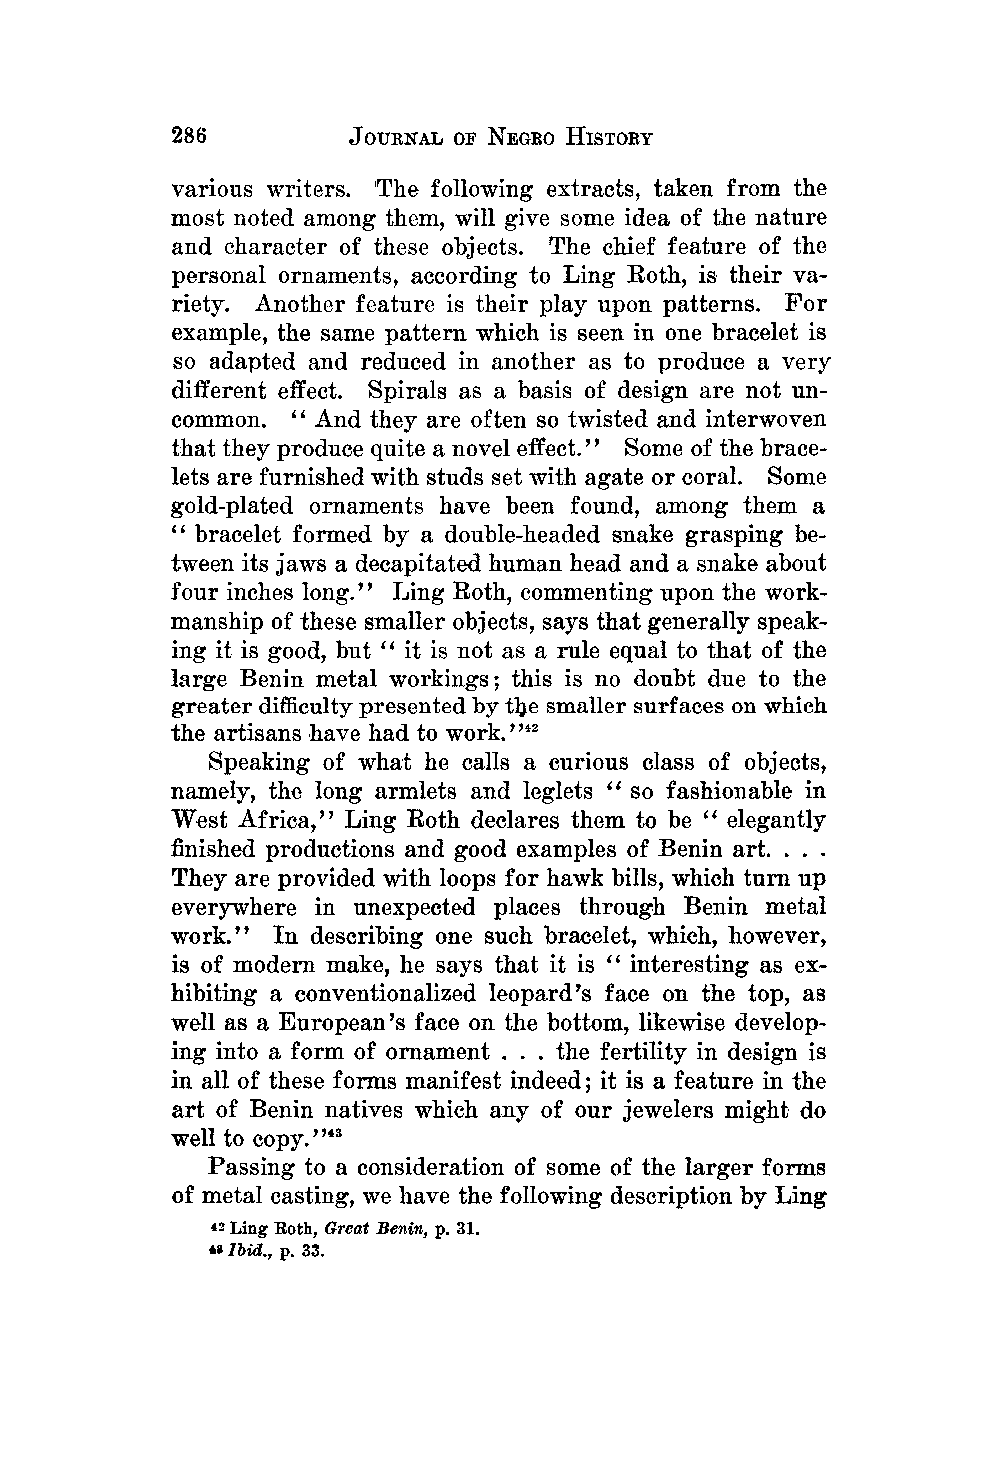 286 JOURNAL OF NEGRO HISTORY
various writers. The following extracts, taken from the
most noted among them, will give some idea of the nature
and character of these objects. The chief feature of the
personal ornaments, according to Ling Roth, is their va-
riety. Another feature is their play upon patterns. For
example, the same pattern which is seen in one bracelet is
so adapted and reduced in another as to produce a very
different effect. Spirals as a basis of design are not un-
common. “ And they are often so twisted and interwoven
that they produce quite a novel effect.” Some of the brace-
lets are furnished with studs set with agate or coral. Some
gold-plated ornaments have been found, among them a
“ bracelet formed by a double-headed snake grasping be-
tween its jaws a decapitated human head and a snake about
four inches long.” Ling Roth, commenting upon the work-
manship of these smaller objects, says that generally speak-
ing it is good, but “ it is not as a rule equal to that of the
large Benin metal workings; this is no doubt due to the
greater difficulty presented by the smaller surfaces on which
the artisans have had to work.”42
Speaking of what he calls a curious class of objects,
namely, the long armlets and leglets “ so fashionable in
West Africa,” Ling Roth declares them to be “ elegantly
finished productions and good examples of Benin art. . . .
They are provided with loops for hawk bills, which turn up
everywhere in unexpected places through Benin metal
work.” In describing one such bracelet, which, however,
is of modern make, he says that it is “ interesting as ex-
hibiting a conventionalized leopard’s face on the top, as
well as a European’s face on the bottom, likewise develop-
ing into a form of ornament . . . the fertility in design is
in all of these forms manifest indeed; it is a feature in the
art of Benin natives which any of our jewelers might do
well to copy.”43
Passing to a consideration of some of the larger forms
of metal casting, we have the following description by Ling
42 Ling Roth, Great Benin, p. 31.
43 Ibid., p. 33.